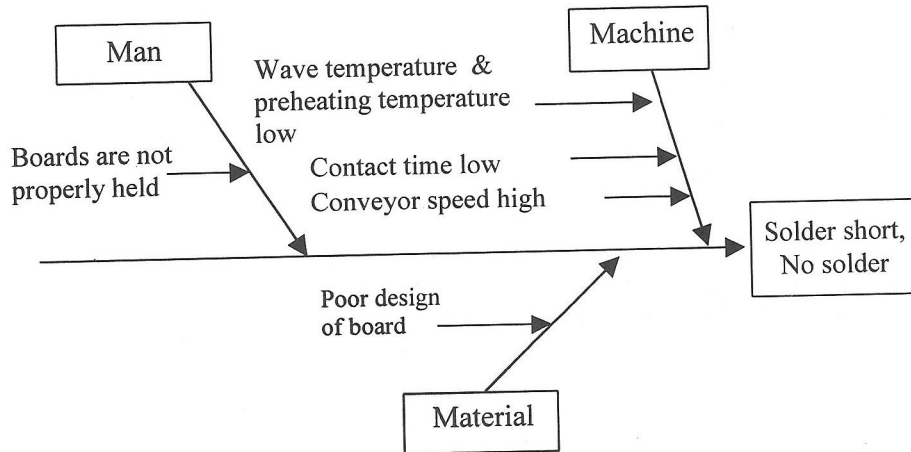 Man
Machine
Wave temperature &
preheating temperature
low
Boards are not
properly held
Contact time low
Conveyor speed high
Solder short,
No solder
Poor design
of board
Material